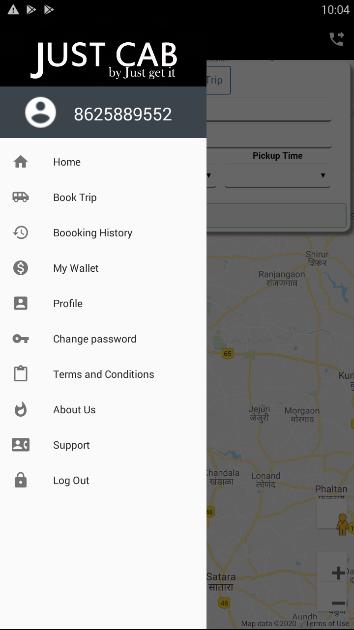 10:04
JUST CAB
by Just get it
8625889552
Trip
Pickup Time
Home
Book Trip
Boooking History
My Wallet
Profile
Change password
Terms and Conditions
About Us
Support
Log Out
Shirur
शिरूर
Ranjangaon
रांजणगाव
65
Jejuri
जेजुरी
Morgaon
मोरगाव
Khandala
खंडाळा
Lonand
लोणंद
Phaltan
Satara
सातारा
48
Aundh
Map data ©2020
Terms of Use